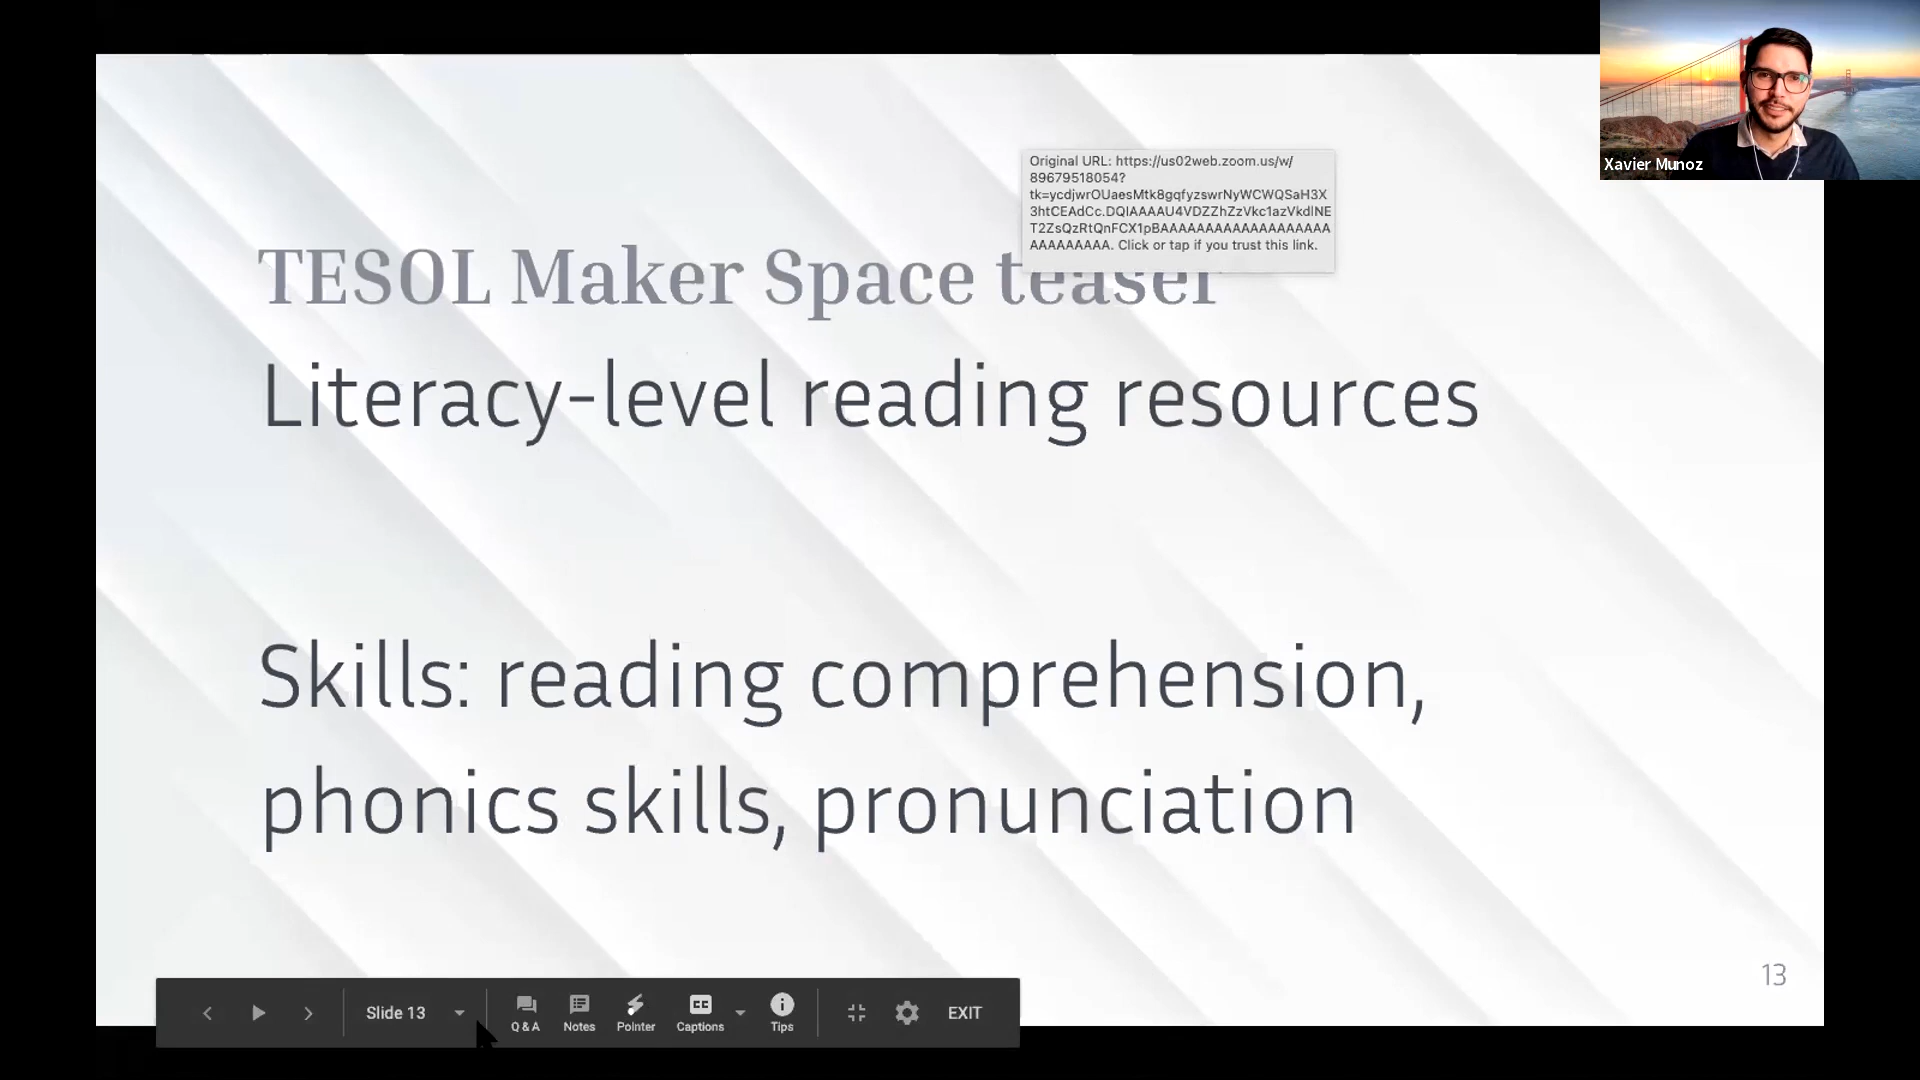 Original URL: https://us02web.zoom.us/w/
89679518054?
tk=ycdjwrOUaesMtk8gqfyzswrNyWCWQSaH3X
3htCEAdCc.DQIAAAAU4VDZZhZzVkc1azVkdlNE
T2ZsQzRtQnFCX1pBAAAAAAAAAAAAAAAAAAA
AAAAAAAAA. Click or tap if you trust this link.
Xavier Munoz
TESOL Maker Space teaser
Literacy-level reading resources
Skills: reading comprehension,
phonics skills, pronunciation
13
Slide 13
Q & A
Notes
Pointer
Captions
Tips
EXIT